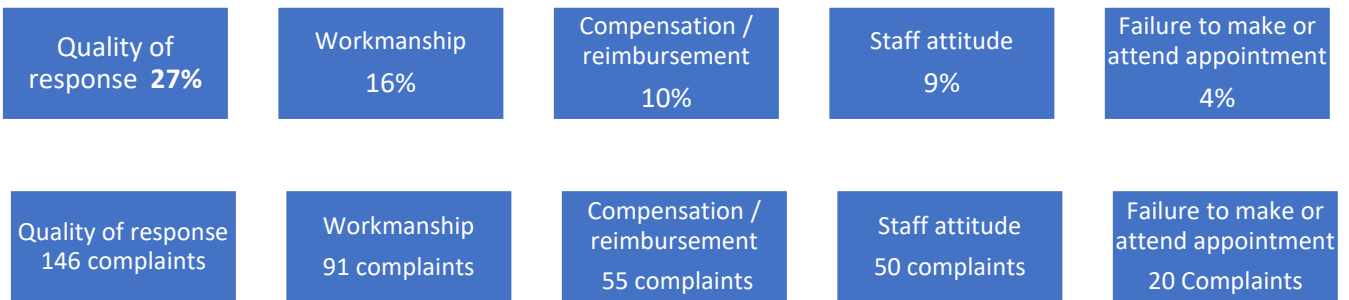 Quality of
response 27%
Workmanship
16%
Compensation /
reimbursement
10%
Staff attitude
9%
Failure to make or
attend appointment
4%
Quality of response
146 complaints
Workmanship
91 complaints
Compensation /
reimbursement
55 complaints
Staff attitude
50 complaints
Failure to make or
attend appointment
20 Complaints